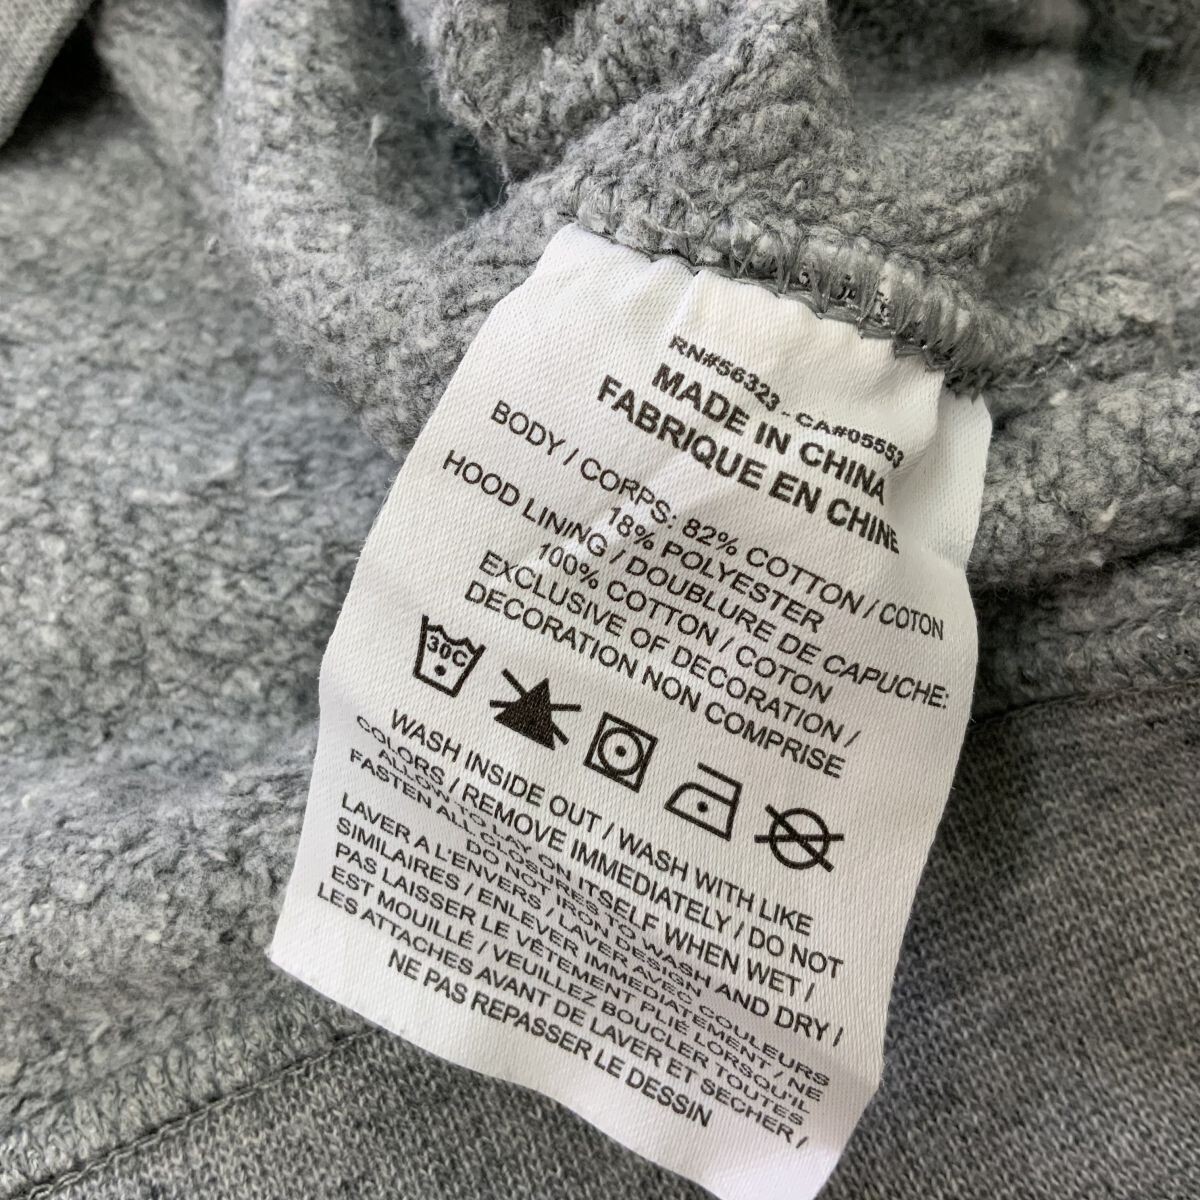 RN#56323 - CA#05553
MADE IN CHINA
FABRIQUE EN CHINE
BODY / CORPS: 82% COTTON / COTON
18% POLYESTER
HOOD LINING / DOUBLURE DE CAPUCHE:
100% COTTON / COTON
EXCLUSIVE OF DECORATION /
DECORATION NON COMPRISE
30C
WASH INSIDE OUT / WASH WITH LIKE
COLORS / REMOVE IMMEDIATELY / DO NOT
ALLOW TO LAY ON ITSELF WHEN WET /
FASTEN ALL CLOSURES TO WASH AND DRY /
DO NOT IRON DESIGN
LAVER A L'ENVERS / LAVER AVEC COULEURS
SIMILAIRES / ENLEVER IMMEDIATEMENT / NE
PAS LAISSER LE VÊTEMENT PLIÉ LORSQU'IL
EST MOUILLÉ / VEUILLEZ BOUCLER TOUTES
LES ATTACHES AVANT DE LAVER ET SÉCHER /
NE PAS REPASSER LE DESSIN